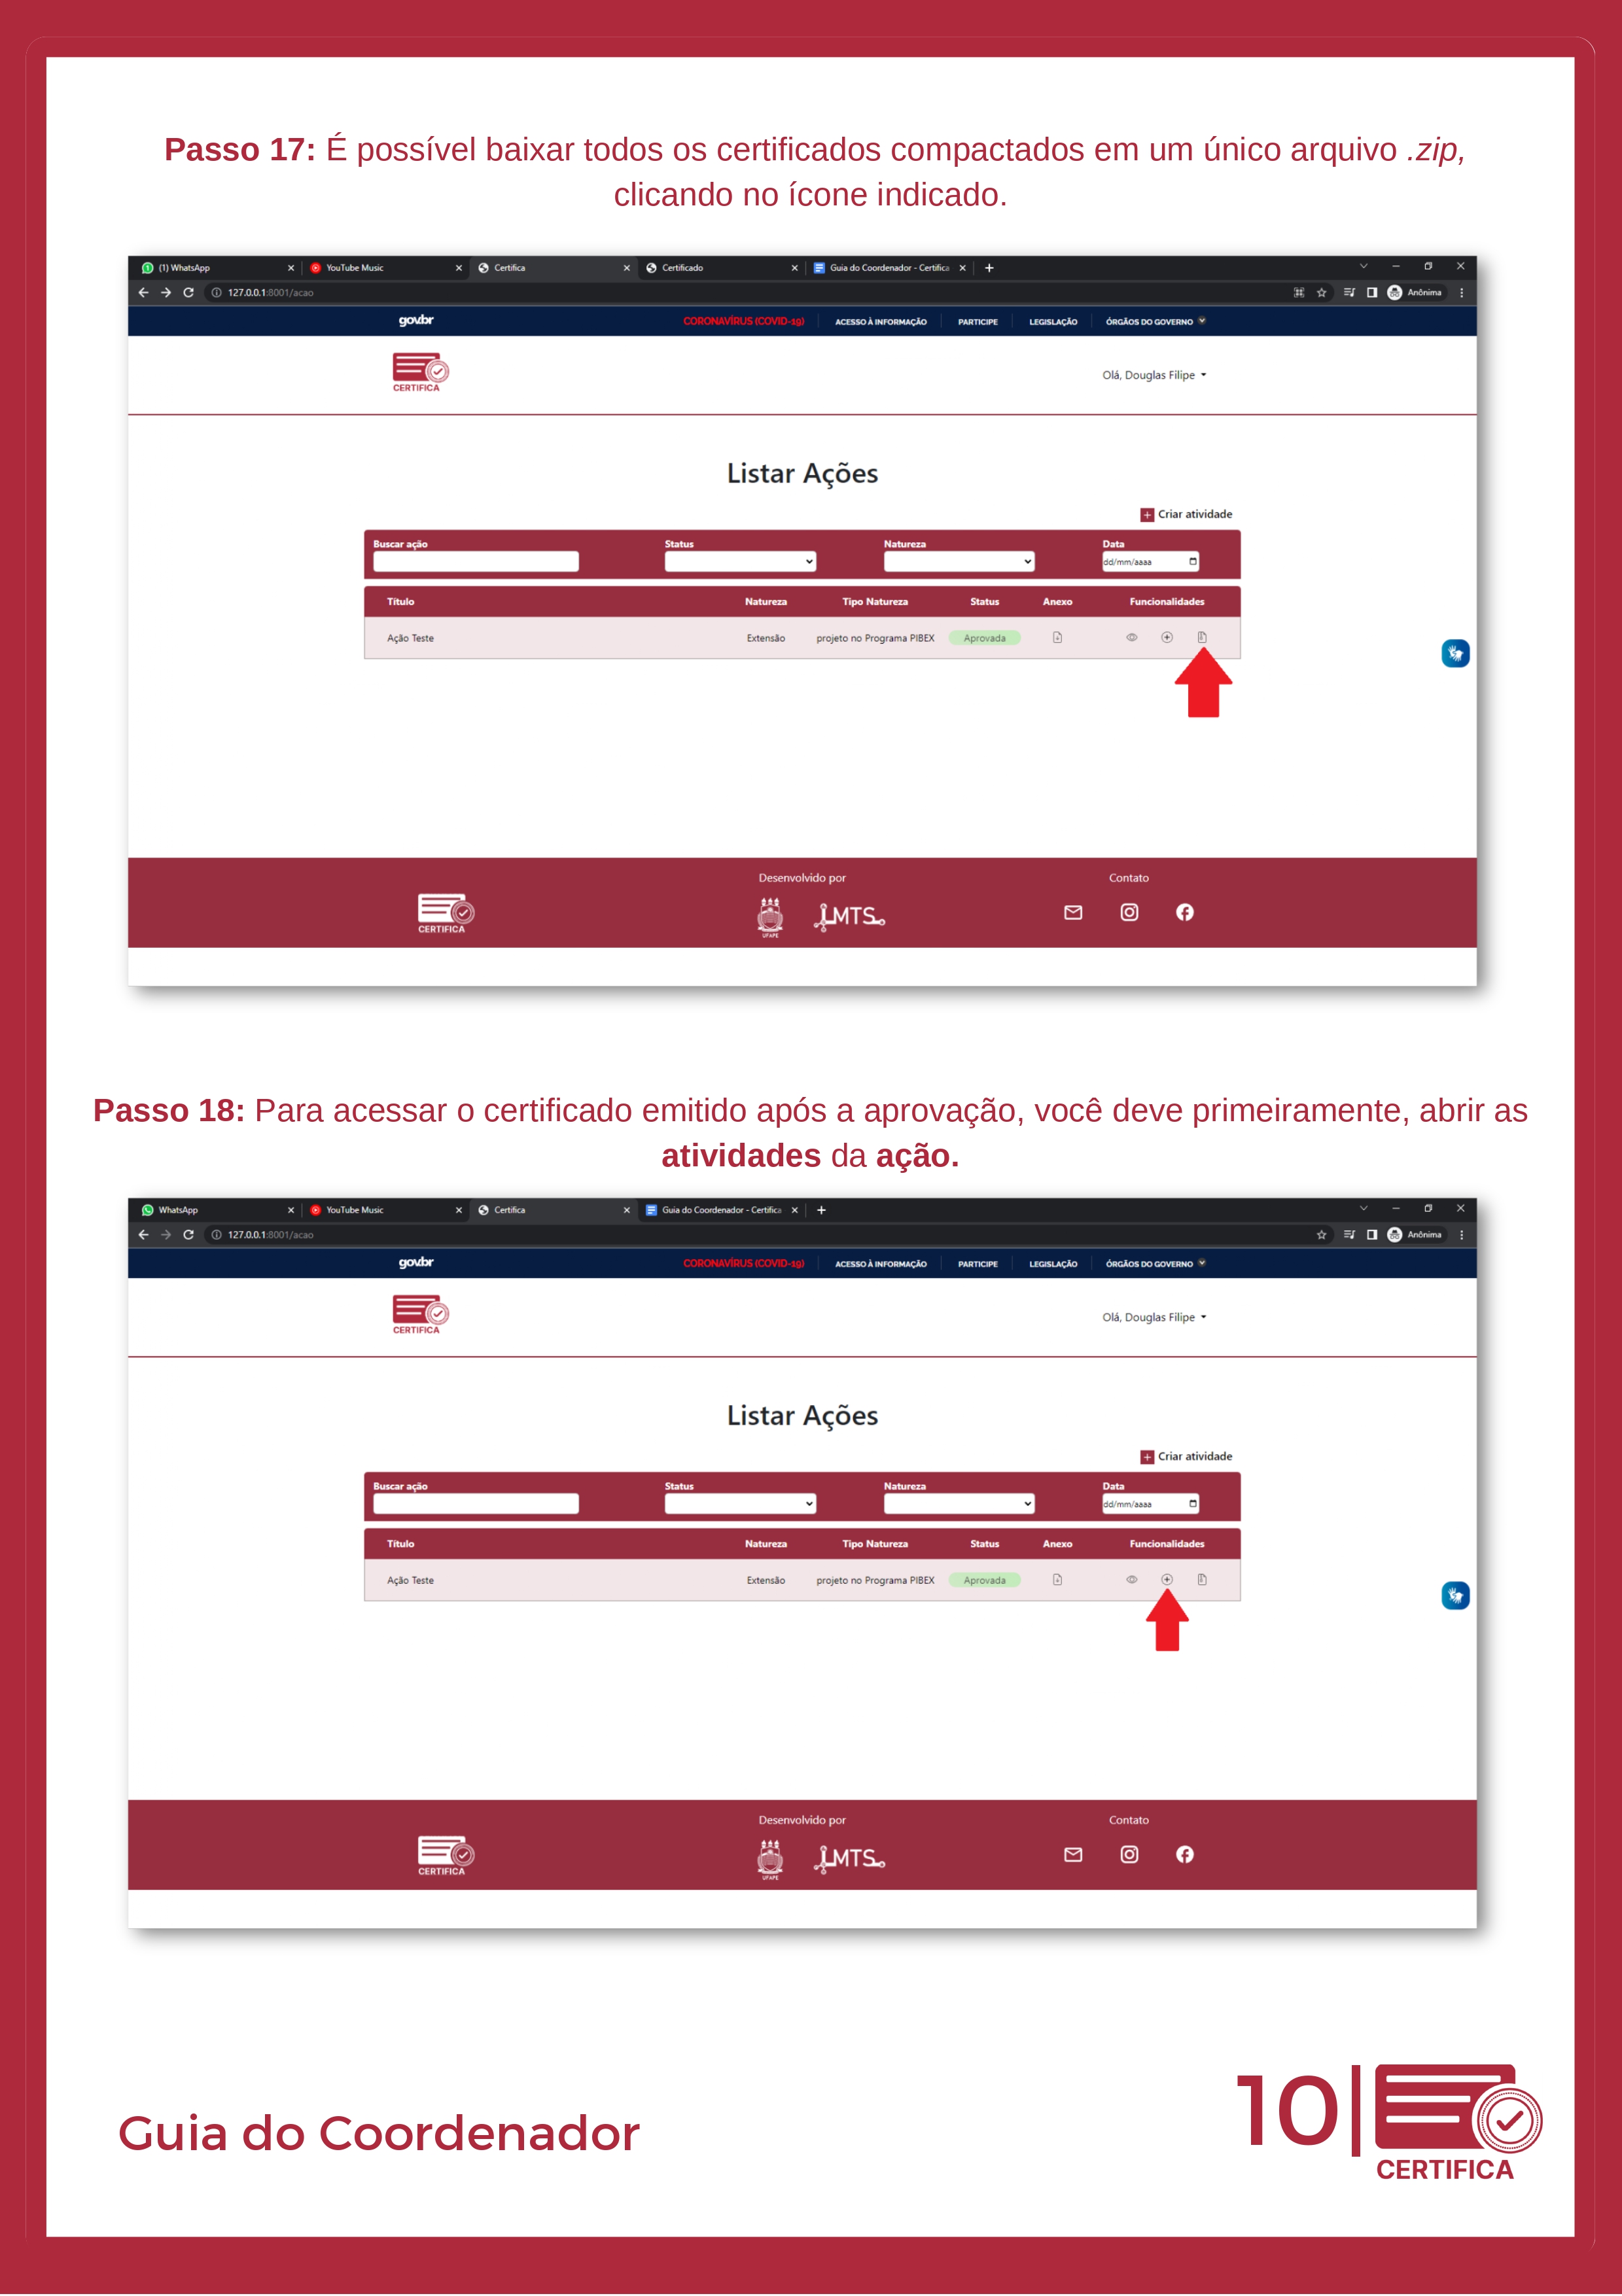 Passo 17: É possível baixar todos os certificados compactados em um único arquivo .zip,
clicando no ícone indicado.
(1) WhatsApp YouTube Music Certifica Certificado Guia do Coordenador - Certifica
127.0.0.1:8001/acao Anônima
gov.br CORONAVÍRUS (COVID-19) ACESSO À INFORMAÇÃO PARTICIPE LEGISLAÇÃO ÓRGÃOS DO GOVERNO
CERTIFICA
Olá, Douglas Filipe
Listar Ações
Criar atividade
Buscar ação Status Natureza Data
dd/mm/aaaa
Título Natureza Tipo Natureza Status Anexo Funcionalidades
Ação Teste Extensão projeto no Programa PIBEX Aprovada
Desenvolvido por Contato
CERTIFICA UFAPE LMTS
Passo 18: Para acessar o certificado emitido após a aprovação, você deve primeiramente, abrir as
atividades da ação.
WhatsApp YouTube Music Certifica Guia do Coordenador - Certifica
127.0.0.1:8001/acao Anônima
gov.br CORONAVÍRUS (COVID-19) ACESSO À INFORMAÇÃO PARTICIPE LEGISLAÇÃO ÓRGÃOS DO GOVERNO
CERTIFICA
Olá, Douglas Filipe
Listar Ações
Criar atividade
Buscar ação Status Natureza Data
dd/mm/aaaa
Título Natureza Tipo Natureza Status Anexo Funcionalidades
Ação Teste Extensão projeto no Programa PIBEX Aprovada
Desenvolvido por Contato
CERTIFICA UFAPE LMTS
Guia do Coordenador
10
CERTIFICA